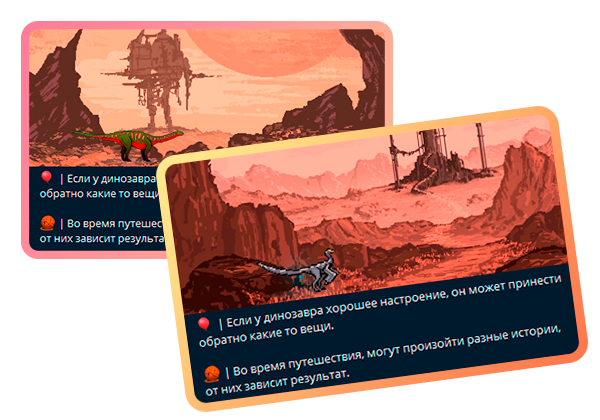 | Если у динозавра
обратно какие то вещи
| Во время путешес
от них зависит результа
| Если у динозавра хорошее настроение, он может принести
обратно какие то вещи.
| Во время путешествия, могут произойти разные истории,
от них зависит результат.